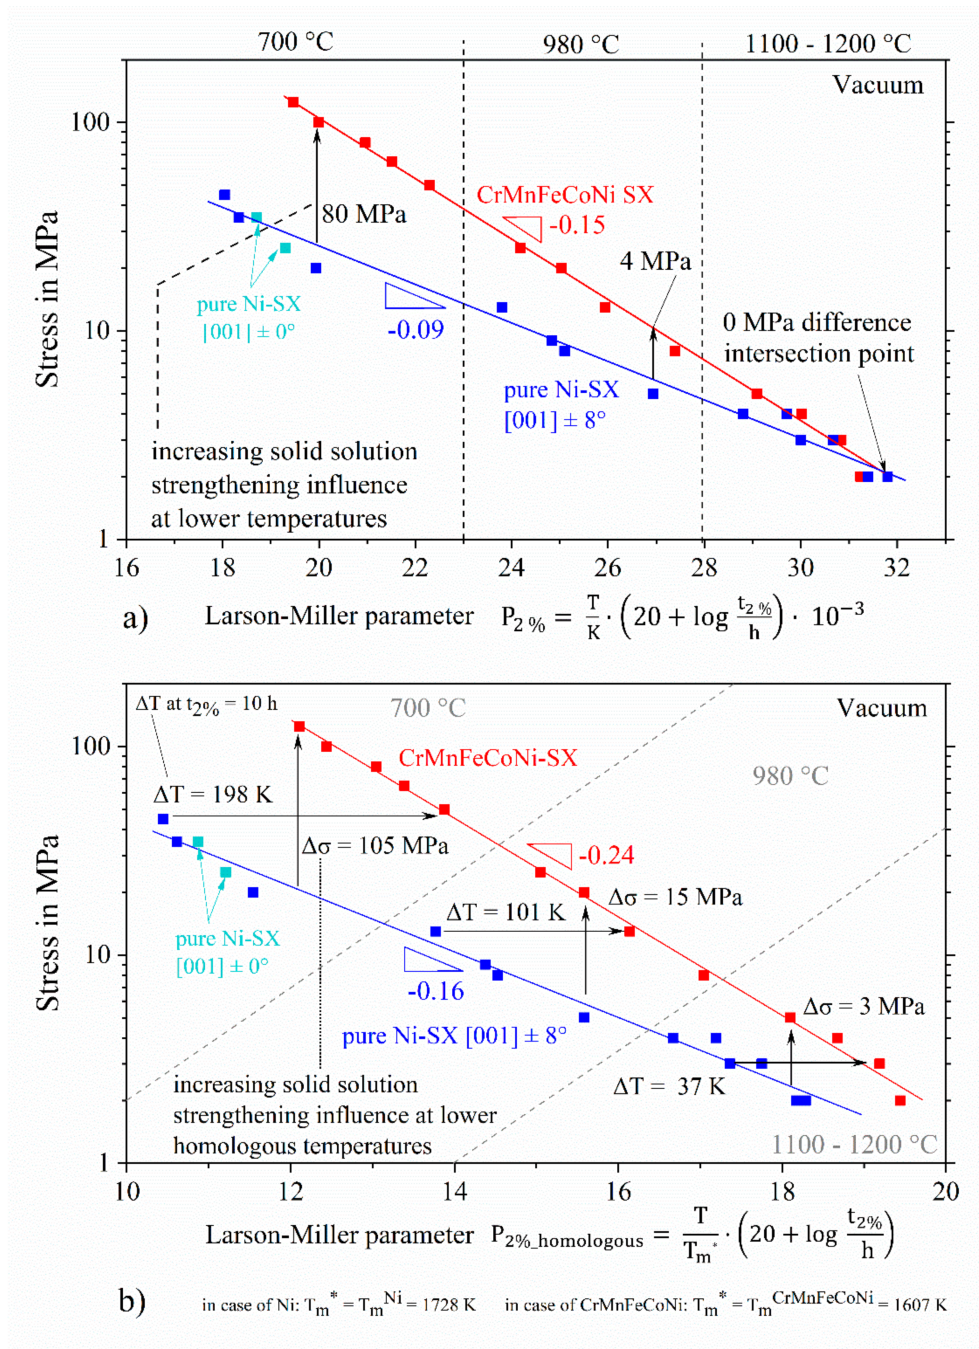 700 °C 980 °C 1100 - 1200°C
Vacuum
100
CrMnFeCoNi SX
-0.15
80 MPa
4 MPa
pure Ni-SX
[001] ± 0°
-0.09
0 MPa difference
intersection point
10
pure Ni-SX
[001] ± 8°
increasing solid solution
strengthening influence
at lower temperatures
1
Stress in MPa
16 18 20 22 24 26 28 30 32
a) Larson-Miller parameter P₂ % = T/K · (20 + log t₂ %/h) · 10⁻³
ΔT at t2% = 10 h
700 °C
Vacuum
100
CrMnFeCoNi-SX
980 °C
ΔT = 198 K
Δσ = 105 MPa
-0.24
Δσ = 15 MPa
ΔT = 101 K
pure Ni-SX
[001] ± 0°
10
-0.16
Δσ = 3 MPa
pure Ni-SX [001] ± 8°
ΔT = 37 K
increasing solid solution
strengthening influence at lower
homologous temperatures
1100 - 1200 °C
1
Stress in MPa
10 12 14 16 18 20
Larson-Miller parameter P2%_homologous = T/Tm* · (20 + log t2%/h)
b) in case of Ni: Tm* = TmNi = 1728 K in case of CrMnFeCoNi: Tm* = TmCrMnFeCoNi = 1607 K